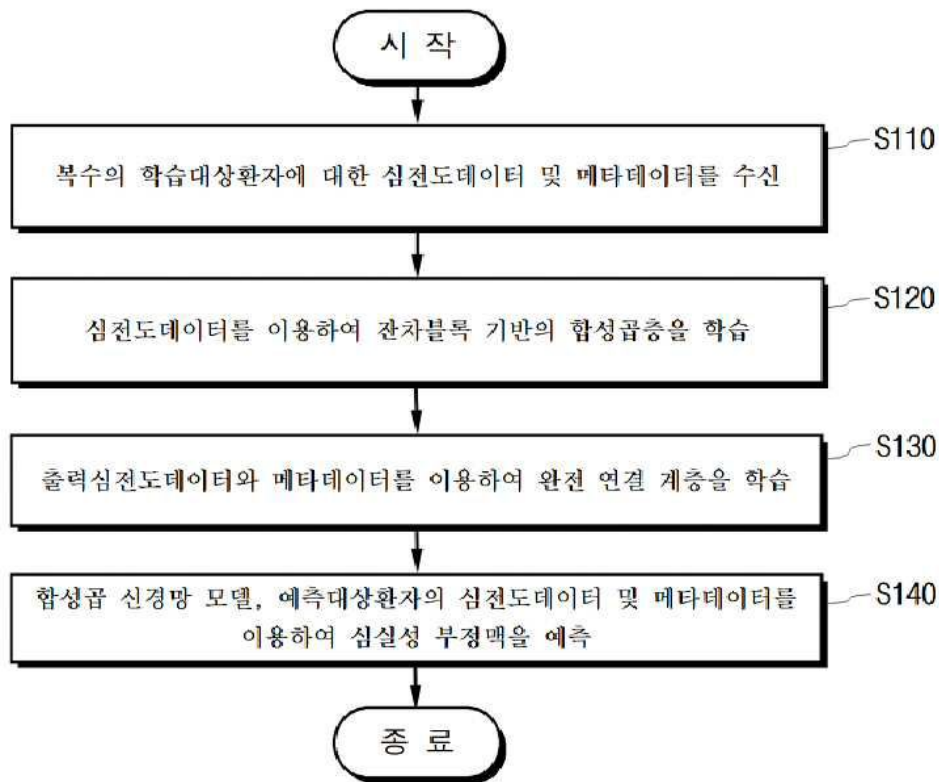 시 작
복수의 학습대상환자에 대한 심전도데이터 및 메타데이터를 수신
S110
심전도데이터를 이용하여 잔차블록 기반의 합성곱층을 학습
S120
출력심전도데이터와 메타데이터를 이용하여 완전 연결 계층을 학습
S130
합성곱 신경망 모델, 예측대상환자의 심전도데이터 및 메타데이터를
이용하여 심실성 부정맥을 예측
S140
종 료